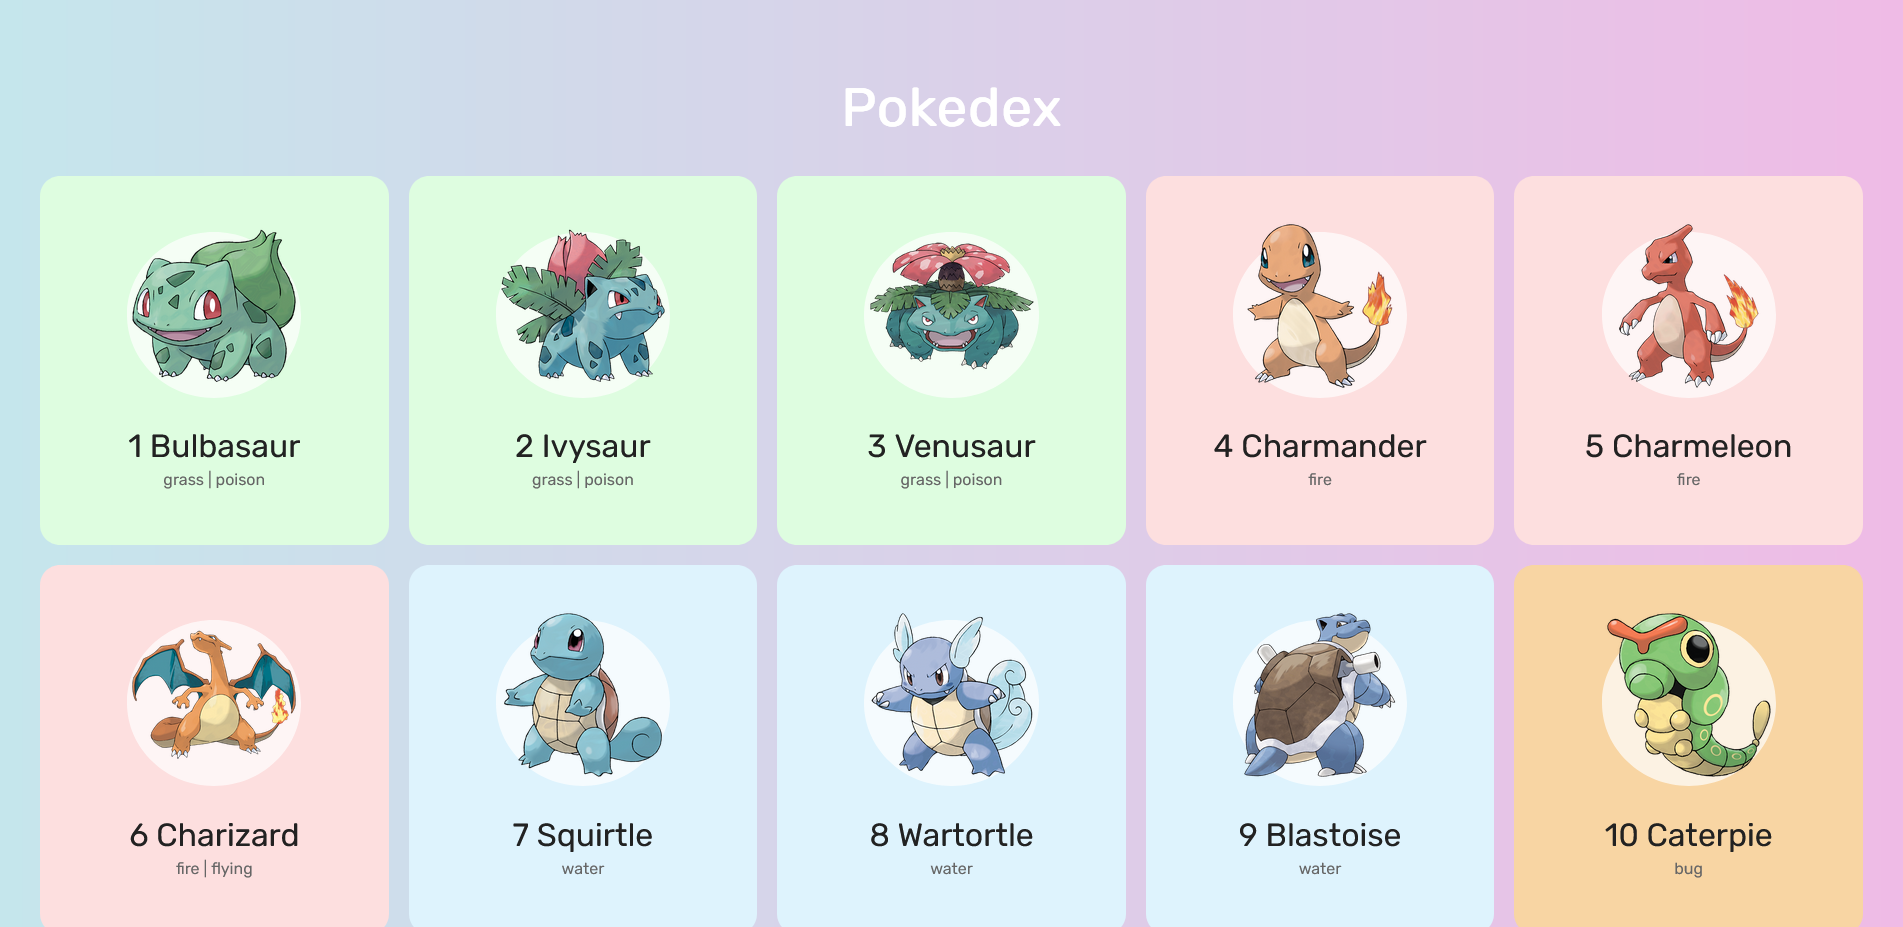 Pokedex
1 Bulbasaur
grass | poison
2 Ivysaur
grass | poison
3 Venusaur
grass | poison
4 Charmander
fire
5 Charmeleon
fire
6 Charizard
fire | flying
7 Squirtle
water
8 Wartortle
water
9 Blastoise
water
10 Caterpie
bug